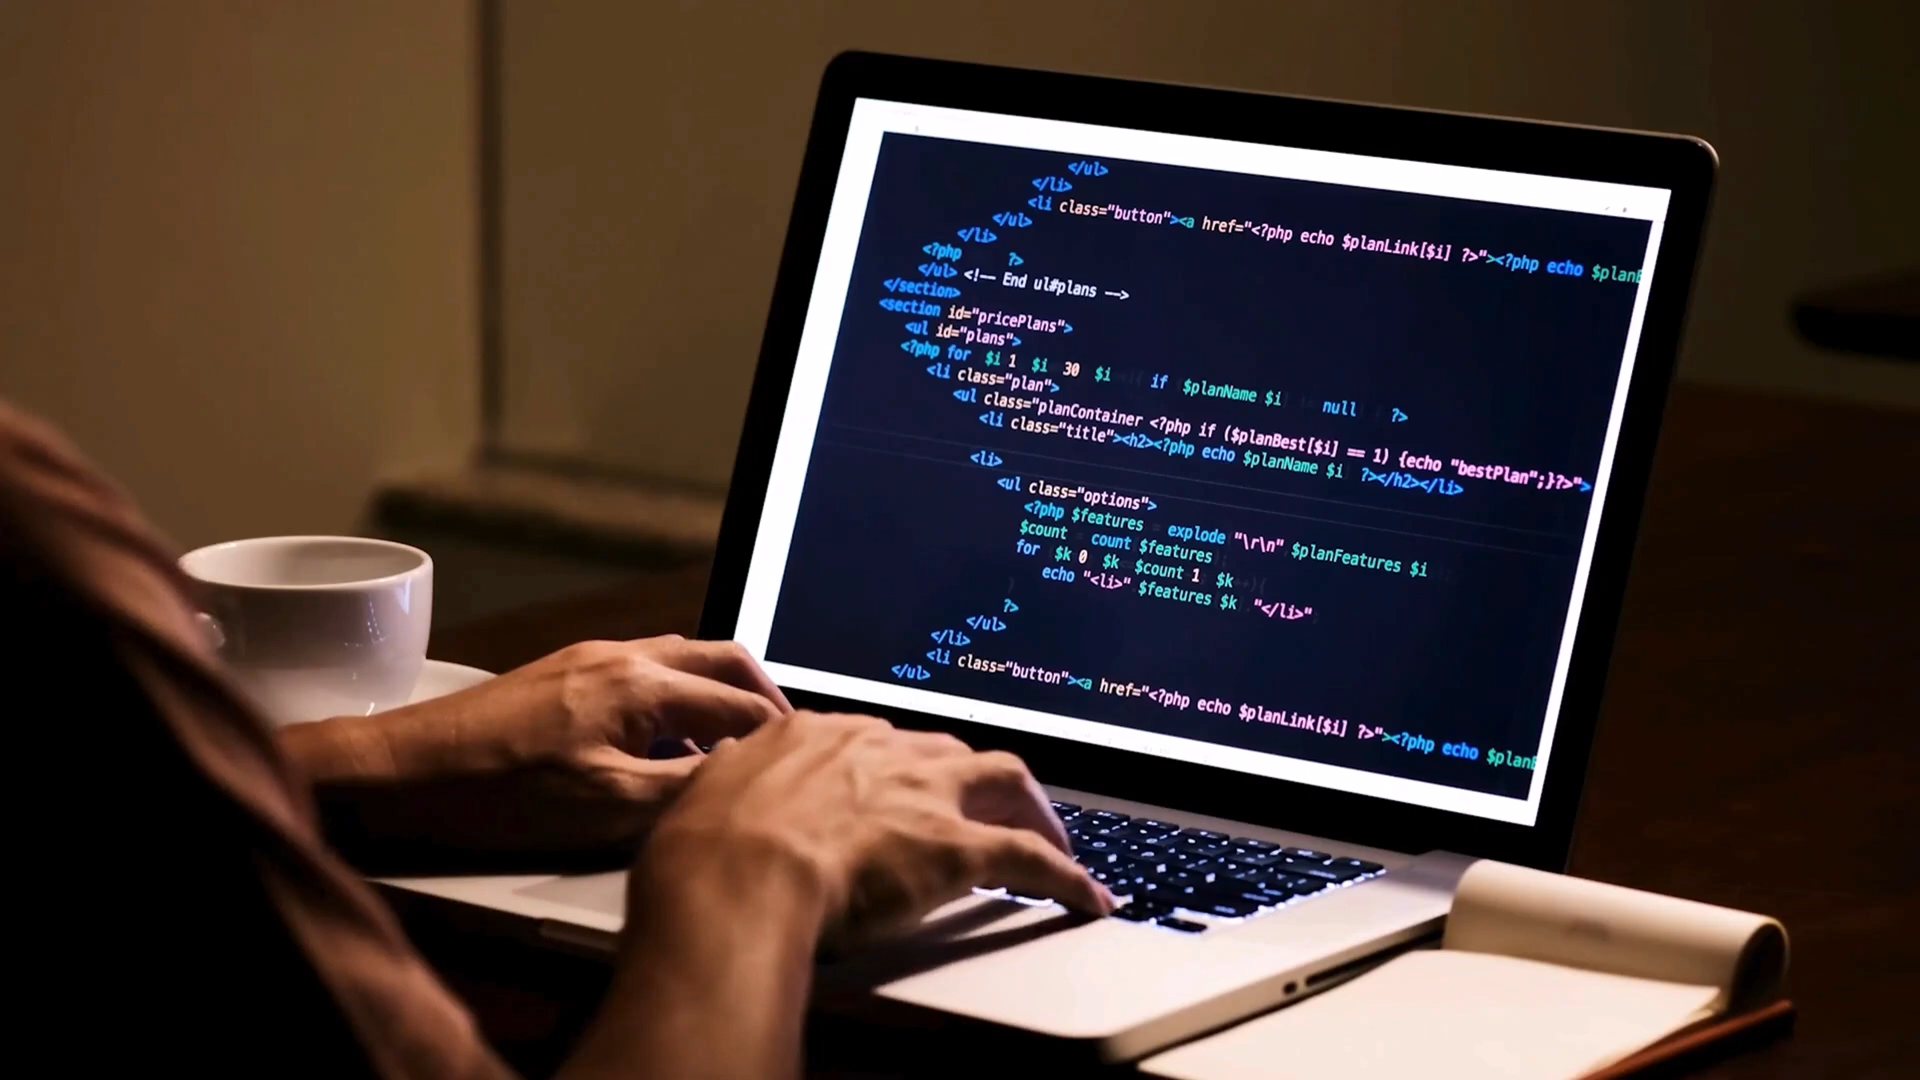 </ul>
</li>
<li class="button"><a href="<?php echo $planLink[$i] ?>"><?php echo $planB
</ul>
</li>
<?php ?>
</ul> <!-- End ul#plans -->
</section>
<section id="pricePlans">
<ul id="plans">
<?php for $i 1 $i 30 $i if $planName $i null ?>
<li class="plan">
<ul class="planContainer <?php if ($planBest[$i] == 1) {echo "bestPlan";}?>">
<li class="title"><h2><?php echo $planName $i ?></h2></li>
<li>
<ul class="options">
<?php $features = explode "\r\n" $planFeatures $i
$count = count $features
for $k 0 $k $count 1 $k
echo "<li>" $features $k "</li>"
?>
</ul>
</li>
<li class="button"><a href="<?php echo $planLink[$i] ?>"><?php echo $planB
</ul>